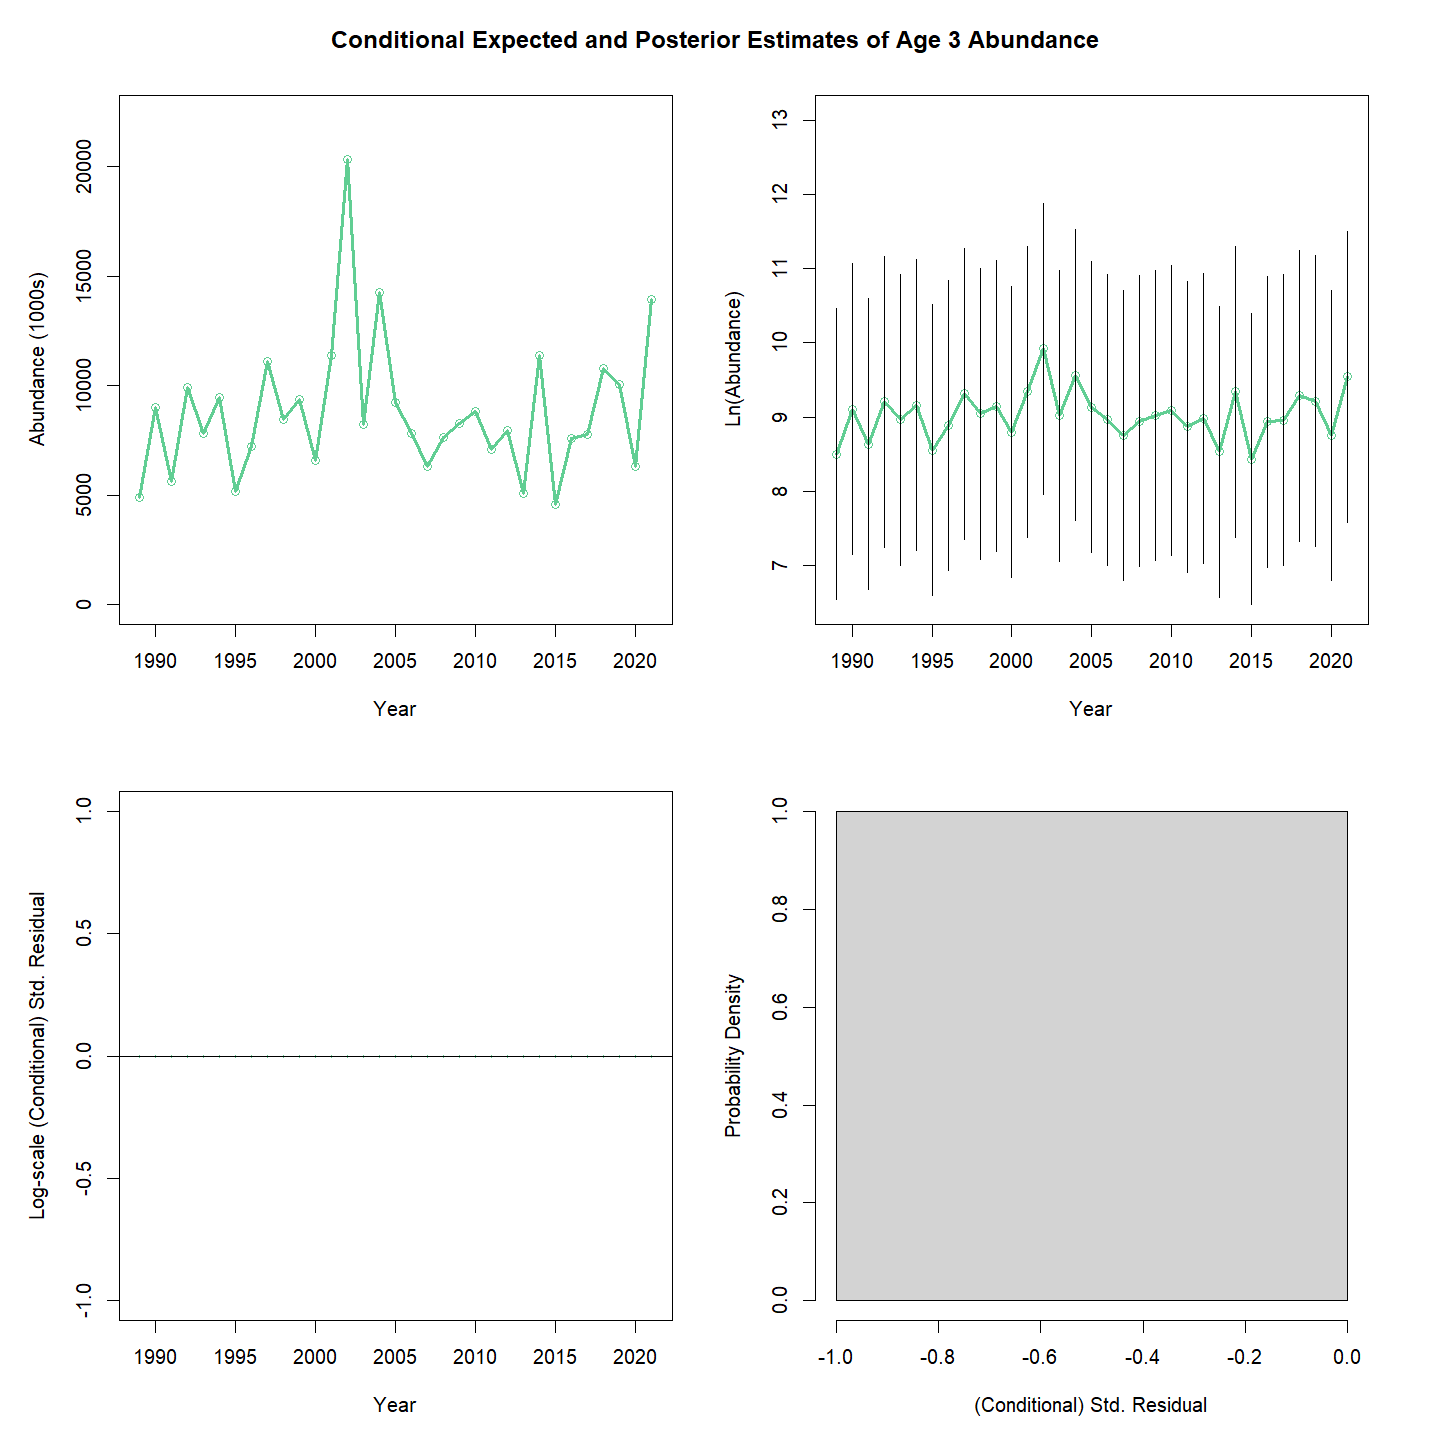 Conditional Expected and Posterior Estimates of Age 3 Abundance
Abundance (1000s)
20000
15000
10000
5000
0
1990 1995 2000 2005 2010 2015 2020
Year
Ln(Abundance)
13
12
11
10
9
8
7
1990 1995 2000 2005 2010 2015 2020
Year
Log-scale (Conditional) Std. Residual
1.0
0.5
0.0
-0.5
-1.0
1990 1995 2000 2005 2010 2015 2020
Year
Probability Density
1.0
0.8
0.6
0.4
0.2
0.0
-1.0 -0.8 -0.6 -0.4 -0.2 0.0
(Conditional) Std. Residual